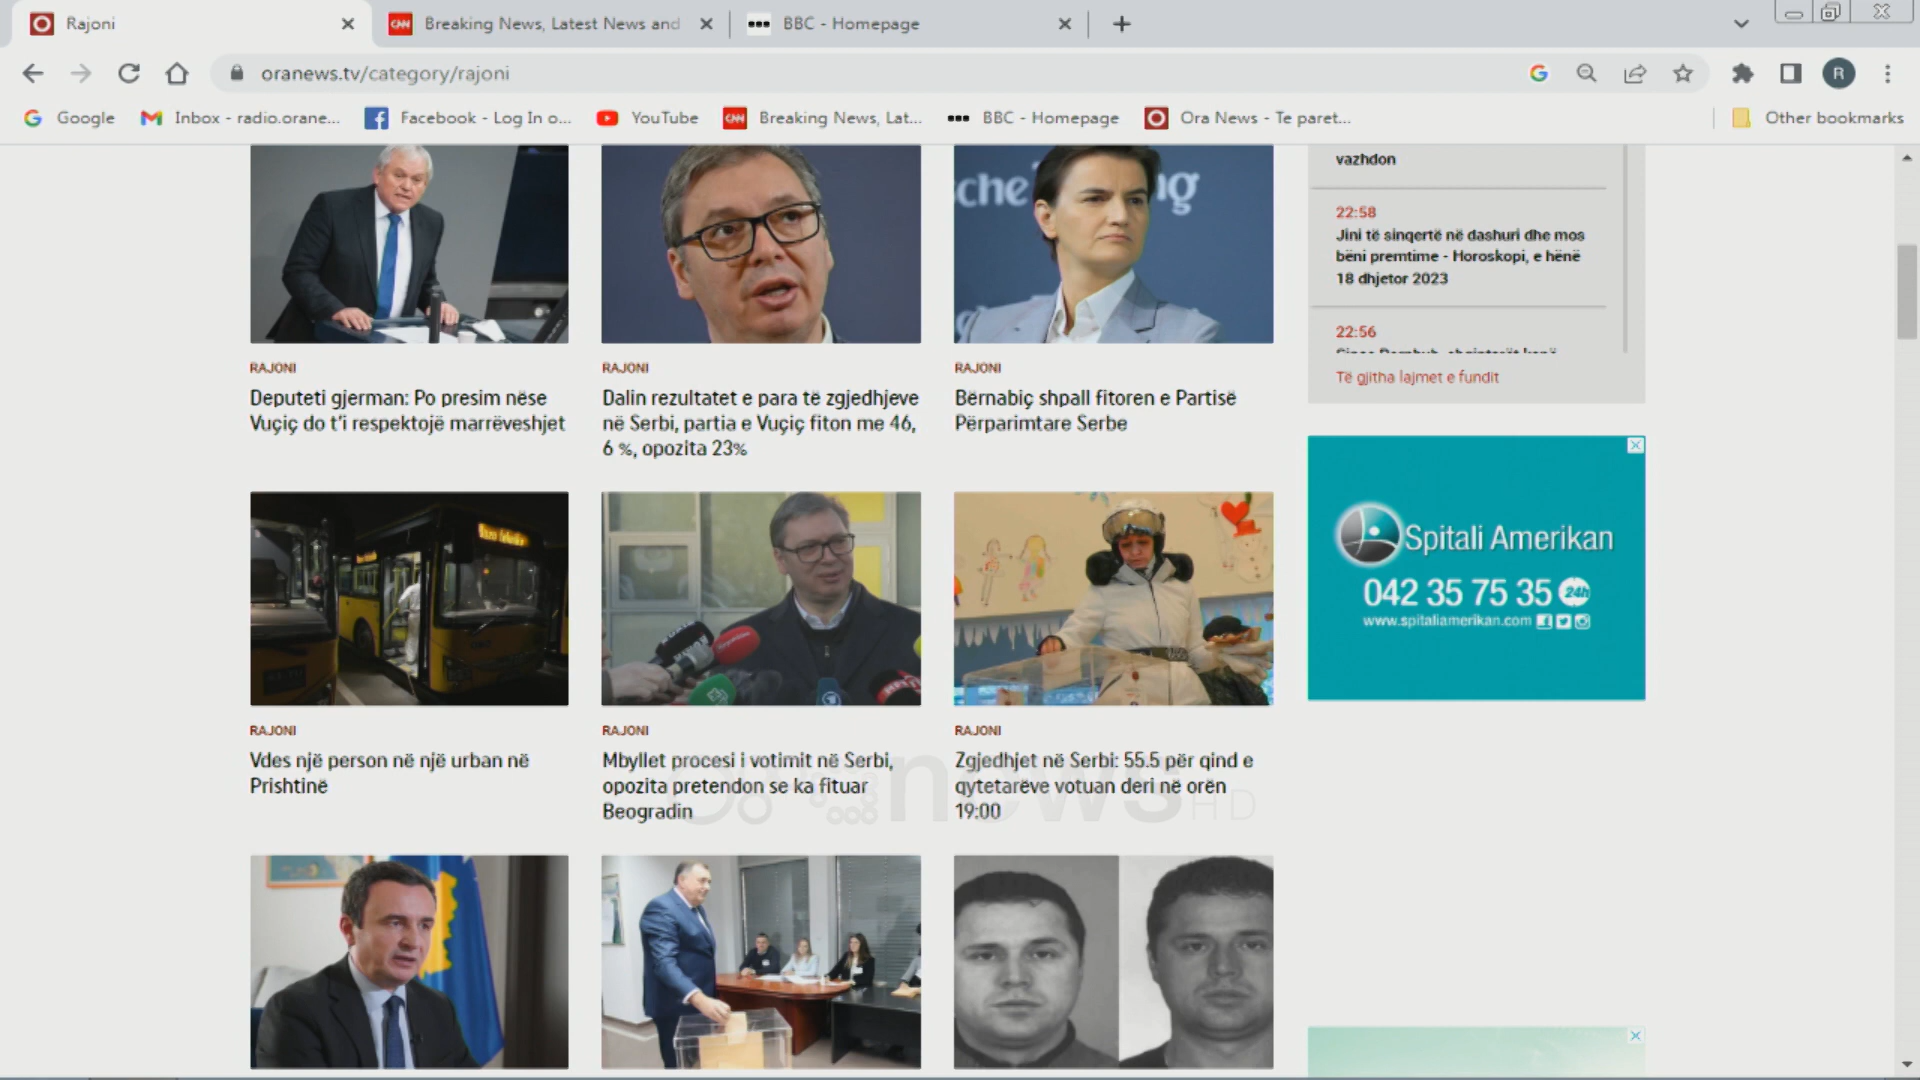 Rajoni
Breaking News, Latest News and
BBC - Homepage
oranews.tv/category/rajoni
R
Google
Inbox - radio.orane...
Facebook - Log In o...
YouTube
Breaking News, Lat...
BBC - Homepage
Ora News - Te paret...
Other bookmarks
RAJONI
Deputeti gjerman: Po presim nëse
Vuçiç do t'i respektojë marrëveshjet
RAJONI
Dalin rezultatet e para të zgjedhjeve
në Serbi, partia e Vuçiç fiton me 46,
6 %, opozita 23%
RAJONI
Bërnabiç shpall fitoren e Partisë
Përparimtare Serbe
vazhdon
22:58
Jini të sinqertë në dashuri dhe mos
bëni premtime - Horoskopi, e hënë
18 dhjetor 2023
22:56
Të gjitha lajmet e fundit
Spitali Amerikan
042 35 75 35 24h
www.spitaliamerikan.com
RAJONI
Vdes një person në një urban në
Prishtinë
RAJONI
Mbyllet procesi i votimit në Serbi,
opozita pretendon se ka fituar
Beogradin
RAJONI
Zgjedhjet në Serbi: 55.5 për qind e
qytetarëve votuan deri në orën
19:00
news HD